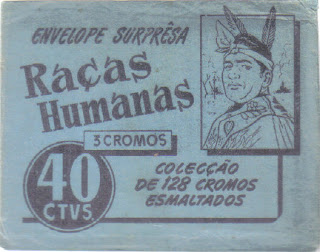 ENVELOPE SURPRÊSA
Raças
Humanas
3 CROMOS
40
CTVS.
COLECÇÃO
DE 128 CROMOS
ESMALTADOS